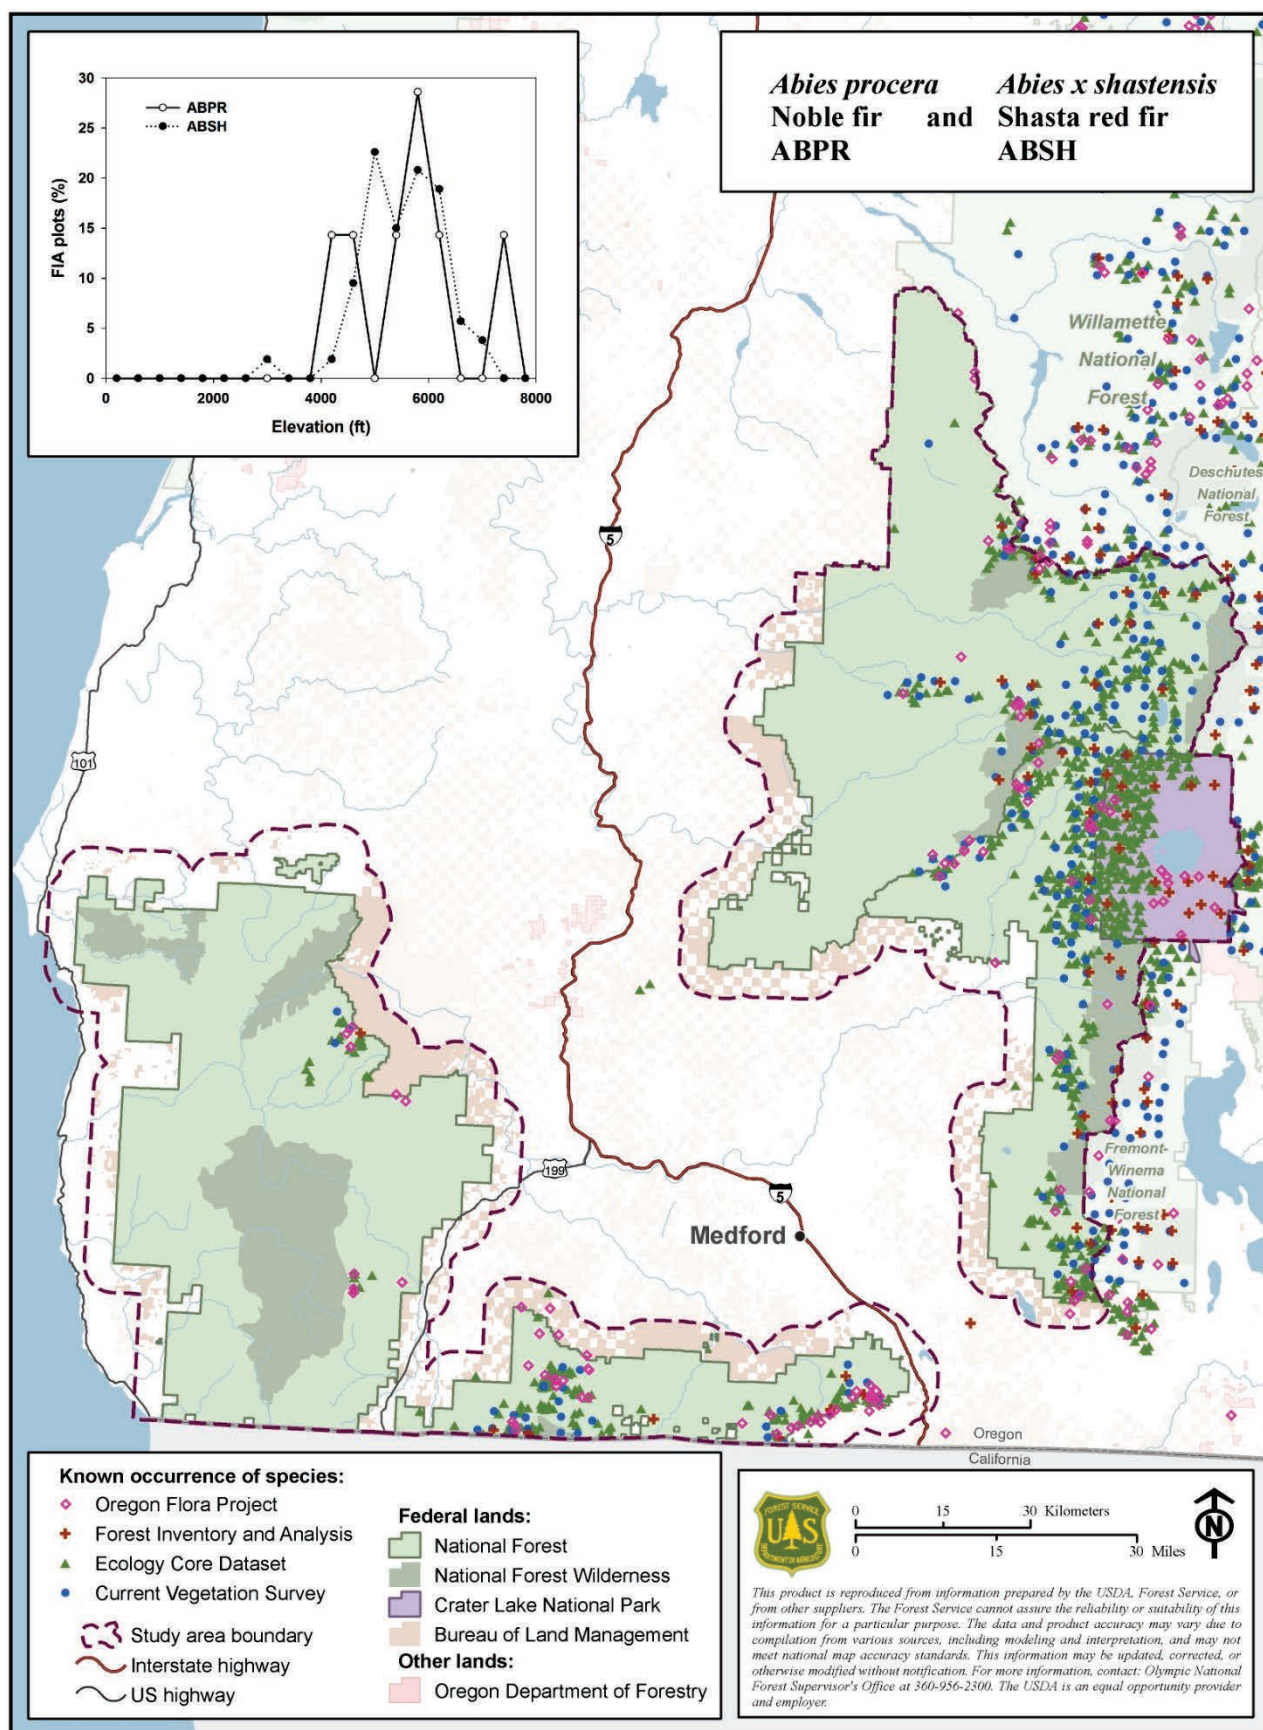 30
25
20
15
10
5
0
FIA plots (%)
ABPR
ABSH
0 2000 4000 6000 8000
Elevation (ft)
Abies procera Abies x shastensis
Noble fir and Shasta red fir
ABPR ABSH
Willamette
National
Forest
Deschutes
National
Forest
5
101
199
5
Medford
Fremont-
Winema
National
Forest
Oregon
California
Known occurrence of species:
Oregon Flora Project
Forest Inventory and Analysis
Ecology Core Dataset
Current Vegetation Survey
Study area boundary
Interstate highway
US highway
Federal lands:
National Forest
National Forest Wilderness
Crater Lake National Park
Bureau of Land Management
Other lands:
Oregon Department of Forestry
FOREST SERVICE
U S
DEPARTMENT OF AGRICULTURE
0 15 30 Kilometers
0 15 30 Miles
N
This product is reproduced from information prepared by the USDA, Forest Service, or
from other suppliers. The Forest Service cannot assure the reliability or suitability of this
information for a particular purpose. The data and product accuracy may vary due to
compilation from various sources, including modeling and interpretation, and may not
meet national map accuracy standards. This information may be updated, corrected, or
otherwise modified without notification. For more information, contact: Olympic National
Forest Supervisor's Office at 360-956-2300. The USDA is an equal opportunity provider
and employer.